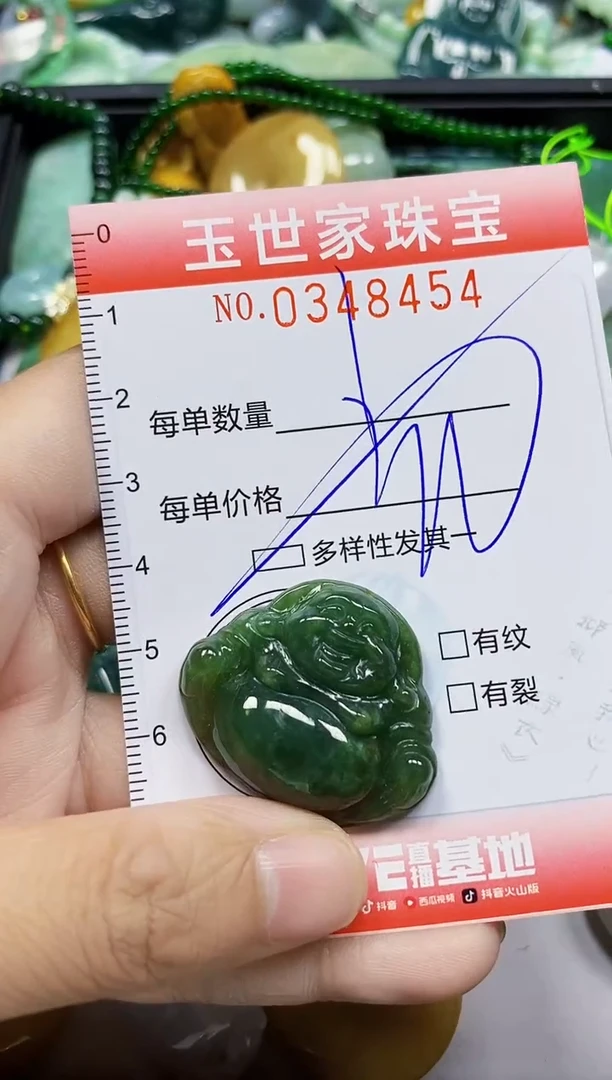 玉世家珠宝
NO.0348454
每单数量
每单价格
多样性发其一
有纹
有裂
直播基地
抖音 西瓜视频 抖音火山版
0
1
2
3
4
5
6